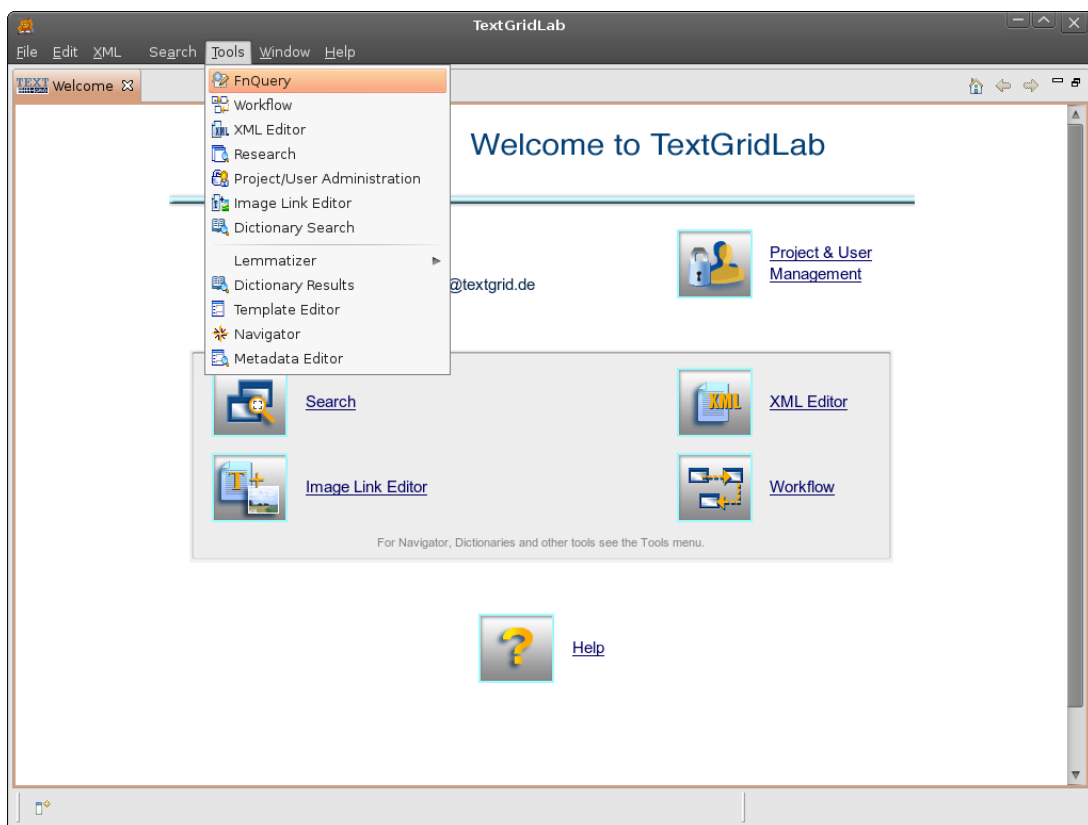 TextGridLab
File Edit XML Search Tools Window Help
TEXT Welcome
FnQuery
Workflow
XML Editor
Research
Project/User Administration
Image Link Editor
Dictionary Search
Lemmatizer
Dictionary Results
Template Editor
Navigator
Metadata Editor
Welcome to TextGridLab
@textgrid.de
Project & User
Management
Search
XML
XML Editor
T
Image Link Editor
Workflow
For Navigator, Dictionaries and other tools see the Tools menu.
?
Help